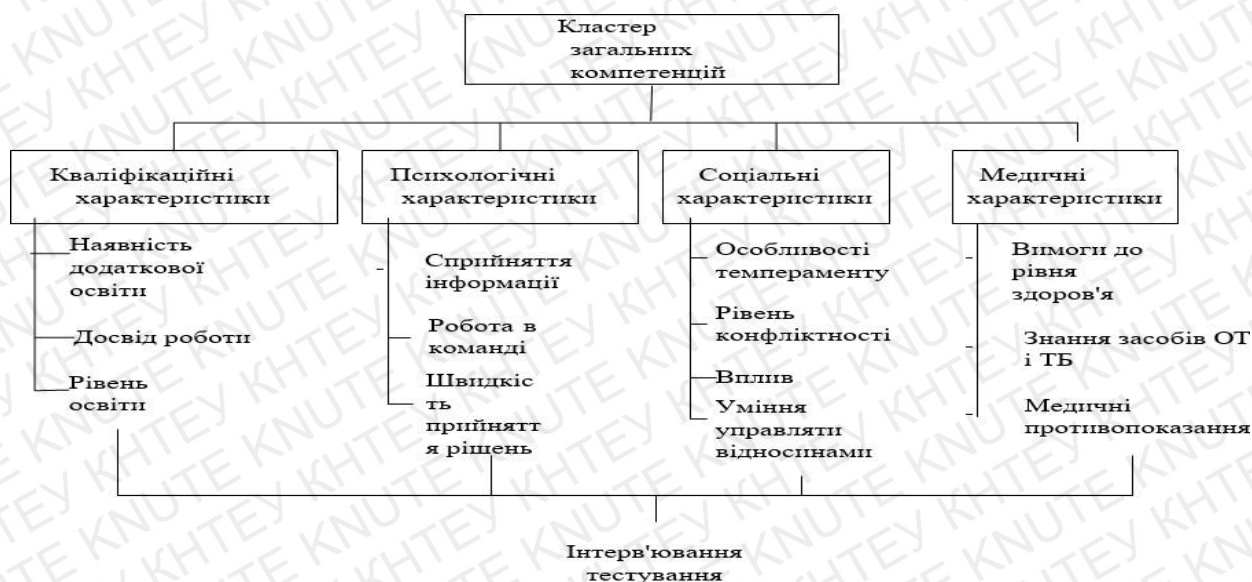 Кластер
загальних
компетенцій
Кваліфікаційні
характеристики
Психологічні
характеристики
Соціальні
характеристики
Медичні
характеристики
Наявність
додаткової
освіти
Досвід роботи
Рівень
освіти
Сприйняття
інформації
Робота в
команді
Швидкіс
ть
прийнятт
я рішень
Особливості
темпераменту
Рівень
конфліктності
Вплив
Уміння
управляти
відносинами
Вимоги до
рівня
здоров'я
Знання засобів ОТ
і ТБ
Медичні
противопоказання
Інтерв'ювання
тестування